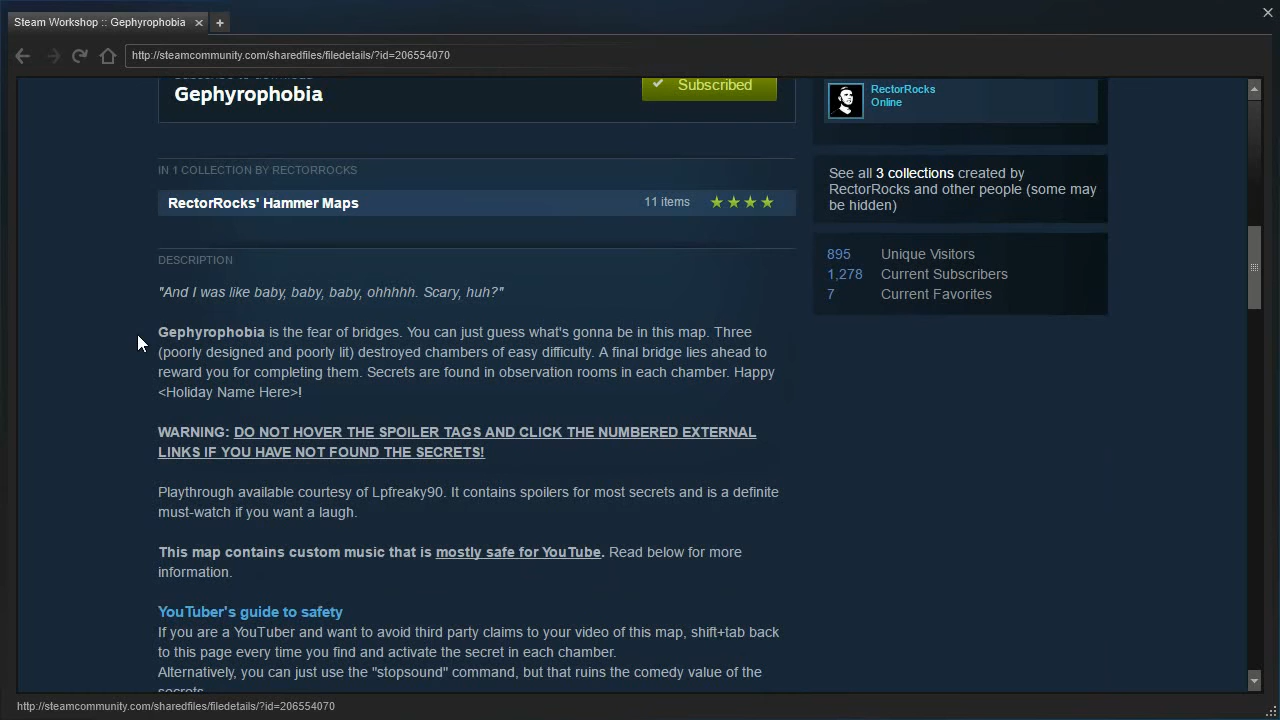 Steam Workshop :: Gephyrophobia
http://steamcommunity.com/sharedfiles/filedetails/?id=206554070
Subscribe to download
Gephyrophobia
Subscribed
RectorRocks
Online
IN 1 COLLECTION BY RECTORROCKS
RectorRocks' Hammer Maps 11 items
See all 3 collections created by
RectorRocks and other people (some may
be hidden)
895 Unique Visitors
1,278 Current Subscribers
7 Current Favorites
DESCRIPTION
"And I was like baby, baby, baby, ohhhhh. Scary, huh?"
Gephyrophobia is the fear of bridges. You can just guess what's gonna be in this map. Three
(poorly designed and poorly lit) destroyed chambers of easy difficulty. A final bridge lies ahead to
reward you for completing them. Secrets are found in observation rooms in each chamber. Happy
<Holiday Name Here>!
WARNING: DO NOT HOVER THE SPOILER TAGS AND CLICK THE NUMBERED EXTERNAL
LINKS IF YOU HAVE NOT FOUND THE SECRETS!
Playthrough available courtesy of Lpfreaky90. It contains spoilers for most secrets and is a definite
must-watch if you want a laugh.
This map contains custom music that is mostly safe for YouTube. Read below for more
information.
YouTuber's guide to safety
If you are a YouTuber and want to avoid third party claims to your video of this map, shift+tab back
to this page every time you find and activate the secret in each chamber.
Alternatively, you can just use the "stopsound" command, but that ruins the comedy value of the
secrets.
http://steamcommunity.com/sharedfiles/filedetails/?id=206554070